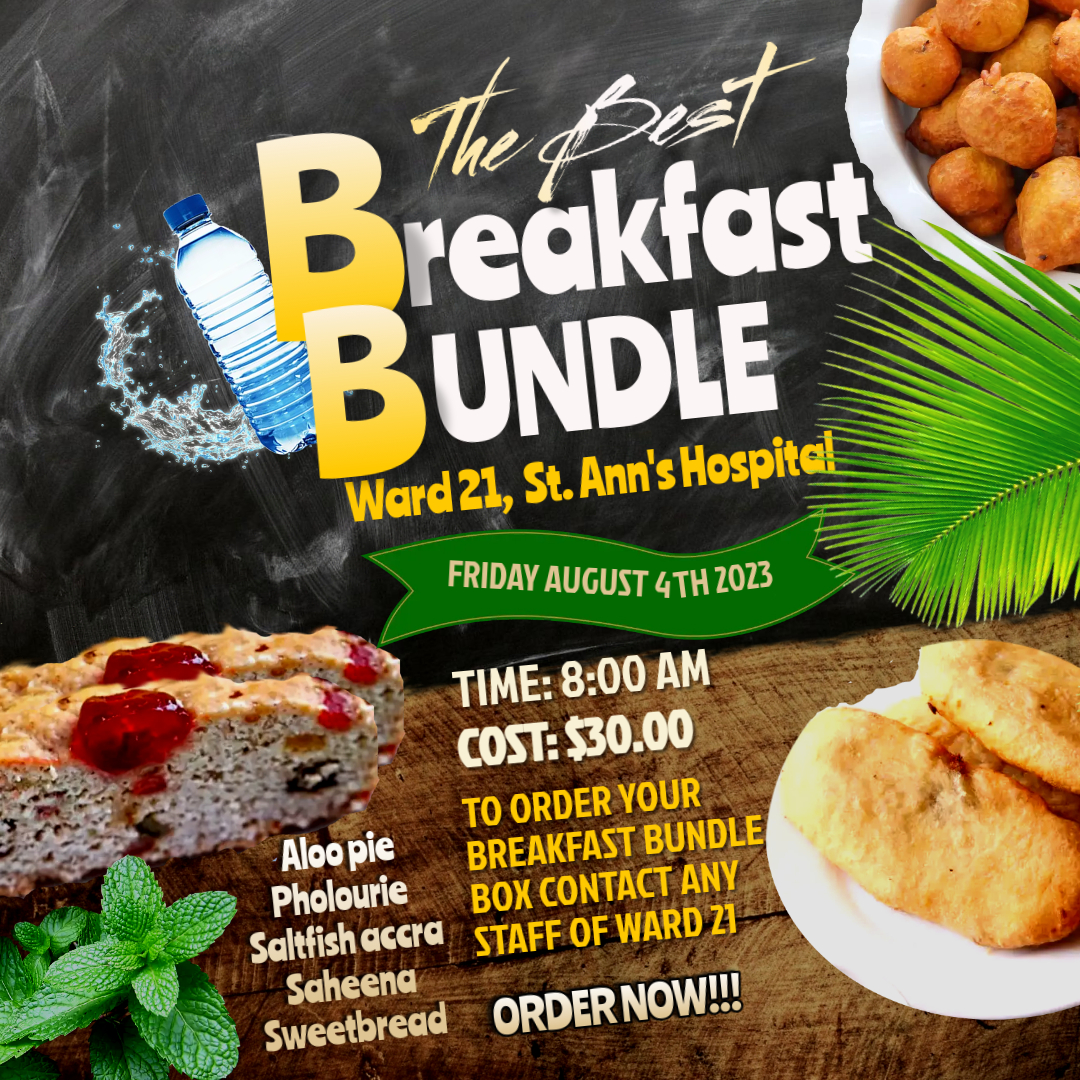 The Best
Breakfast
BUNDLE
Ward 21, St. Ann's Hospital
FRIDAY AUGUST 4TH 2023
TIME: 8:00 AM
COST: $30.00
TO ORDER YOUR
BREAKFAST BUNDLE
BOX CONTACT ANY
STAFF OF WARD 21
Aloo pie
Pholourie
Saltfish accra
Saheena
Sweetbread
ORDER NOW!!!